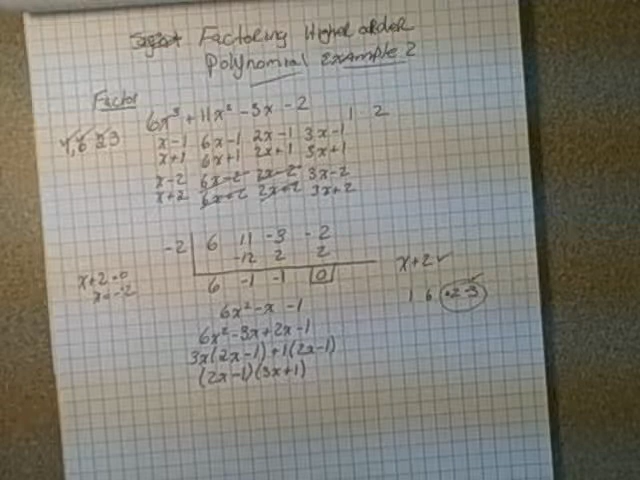 Factoring Higher order
Polynomial Example 2
Factor
6x³ + 11x² - 3x - 2 1 2
1,6 2 3
x-1 6x-1 2x-1 3x-1
x+1 6x+1 2x+1 3x+1
x-2 6x-2 2x-2 3x-2
x+2 6x+2 2x+2 3x+2
-2 6 11 -3 -2
-12 2 2
6 -1 -1 0
x+2=0
x=-2
x+2 ✓
1 6 +2 -3 ✓
6x² - x - 1
6x² - 3x + 2x - 1
3x(2x-1) + 1(2x-1)
(2x-1)(3x+1)